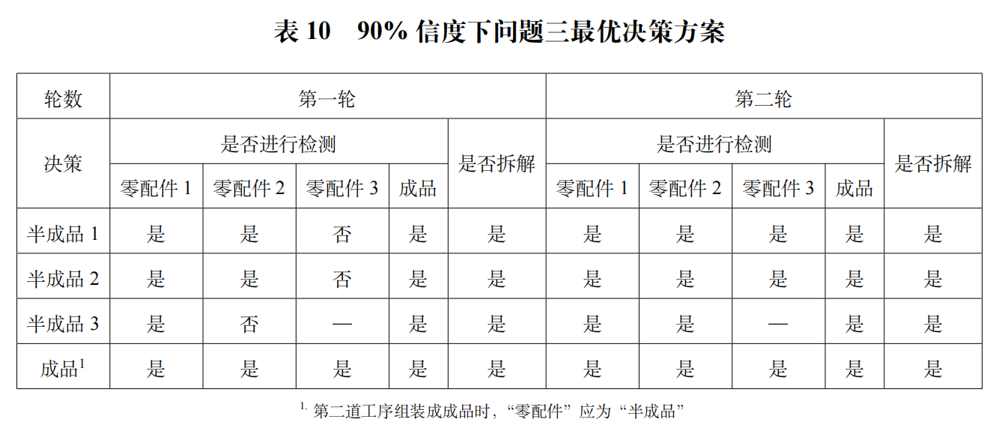 表 10 90% 信度下问题三最优决策方案
轮数 第一轮 第二轮
决策 是否进行检测 是否拆解 是否进行检测 是否拆解
零配件 1 零配件 2 零配件 3 成品 零配件 1 零配件 2 零配件 3 成品
半成品 1 是 是 否 是 是 是 是 是 是 是
半成品 2 是 是 否 是 是 是 是 是 是 是
半成品 3 是 否 — 是 是 是 是 — 是 是
成品1 是 是 是 是 是 是 是 是 是 是
1. 第二道工序组装成成品时，“零配件”应为“半成品”